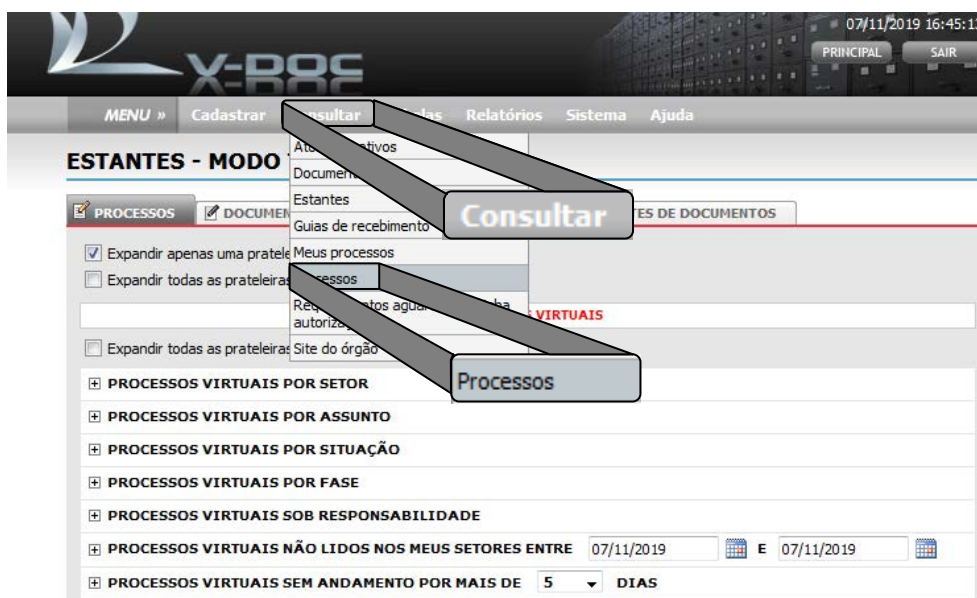 07/11/2019 16:45:1
PRINCIPAL SAIR
V-DOC
MENU » Cadastrar Consultar Relatórios Sistema Ajuda
ESTANTES - MODO
Estantes
Guias de recebimento
Meus processos
Consultar
PROCESSOS DOCUMEN ES DE DOCUMENTOS
Expandir apenas uma pratele
Expandir todas as prateleiras
VIRTUAIS
Expandir todas as prateleiras Site do órgão
Processos
PROCESSOS VIRTUAIS POR SETOR
PROCESSOS VIRTUAIS POR ASSUNTO
PROCESSOS VIRTUAIS POR SITUAÇÃO
PROCESSOS VIRTUAIS POR FASE
PROCESSOS VIRTUAIS SOB RESPONSABILIDADE
PROCESSOS VIRTUAIS NÃO LIDOS NOS MEUS SETORES ENTRE 07/11/2019 E 07/11/2019
PROCESSOS VIRTUAIS SEM ANDAMENTO POR MAIS DE 5 DIAS